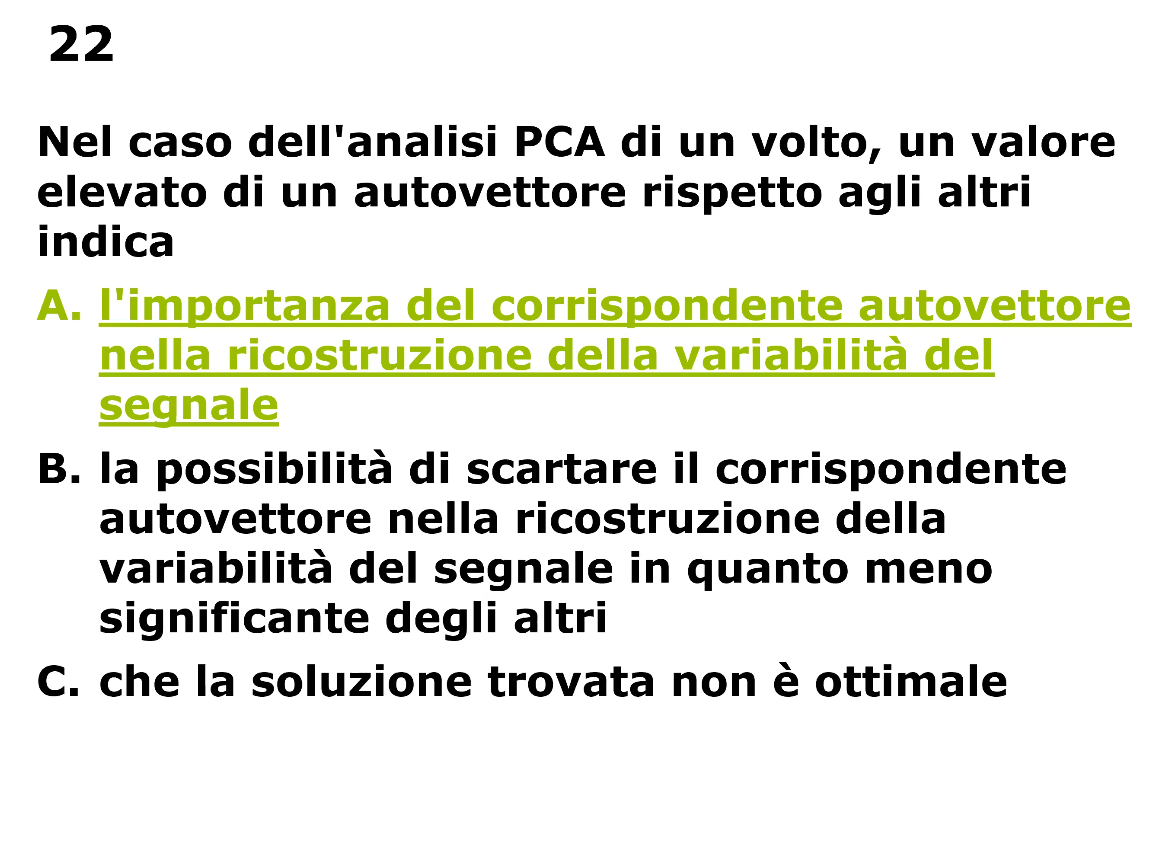 22
Nel caso dell'analisi PCA di un volto, un valore
elevato di un autovettore rispetto agli altri
indica
A. l'importanza del corrispondente autovettore
nella ricostruzione della variabilità del
segnale
B. la possibilità di scartare il corrispondente
autovettore nella ricostruzione della
variabilità del segnale in quanto meno
significante degli altri
C. che la soluzione trovata non è ottimale